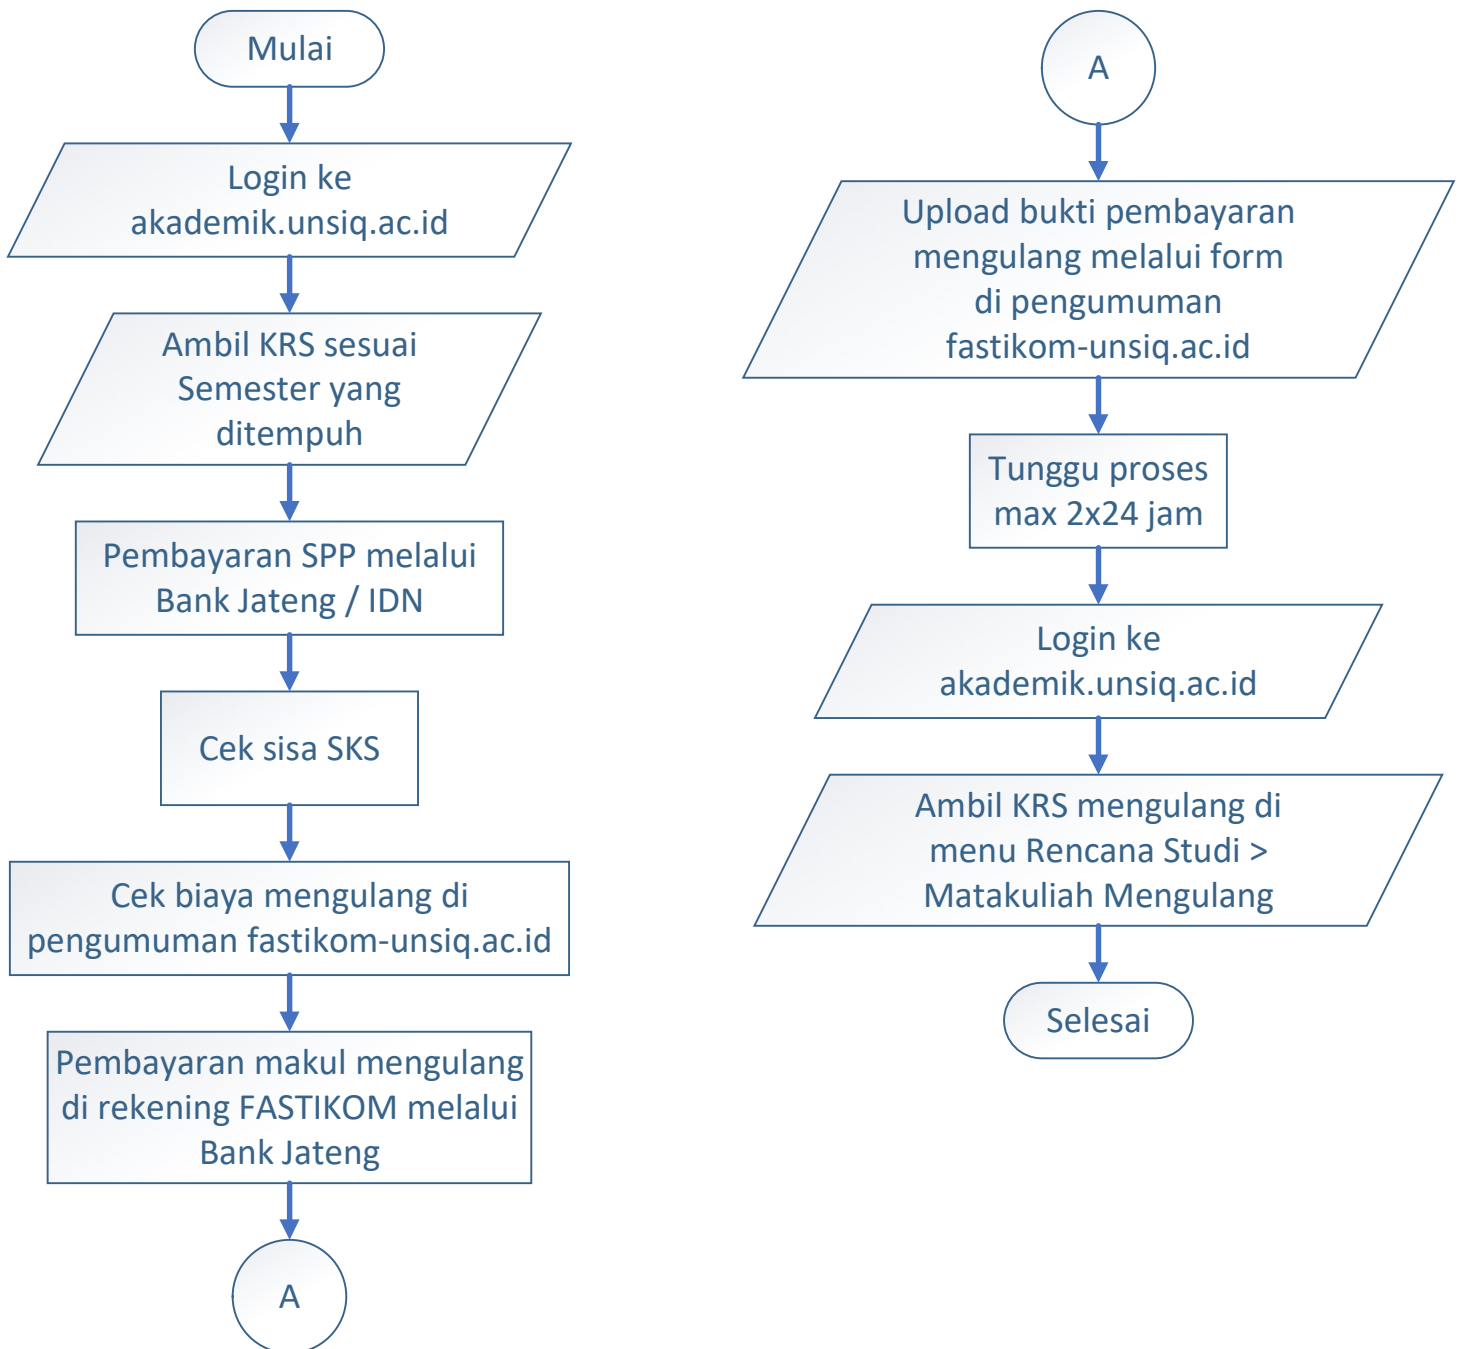 Mulai
Login ke
akademik.unsiq.ac.id
Ambil KRS sesuai
Semester yang
ditempuh
Pembayaran SPP melalui
Bank Jateng / IDN
Cek sisa SKS
Cek biaya mengulang di
pengumuman fastikom-unsiq.ac.id
Pembayaran makul mengulang
di rekening FASTIKOM melalui
Bank Jateng
A
A
Upload bukti pembayaran
mengulang melalui form
di pengumuman
fastikom-unsiq.ac.id
Tunggu proses
max 2x24 jam
Login ke
akademik.unsiq.ac.id
Ambil KRS mengulang di
menu Rencana Studi >
Matakuliah Mengulang
Selesai